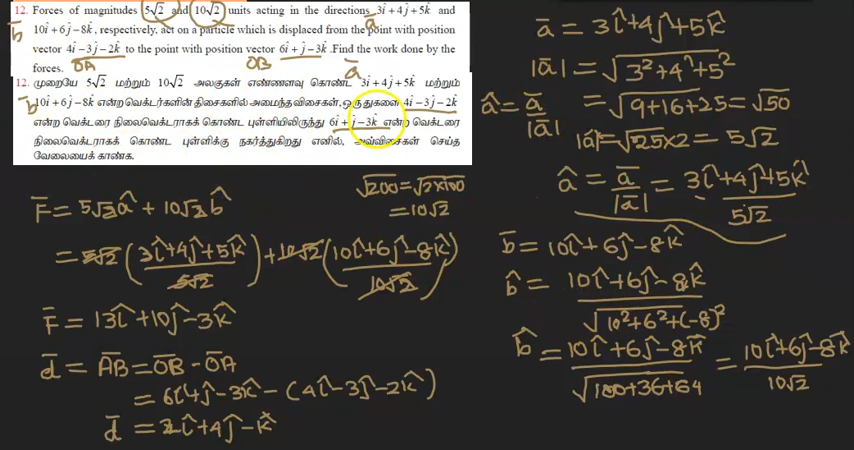 12. Forces of magnitudes 5√2 and 10√2 units acting in the directions 3î + 4ĵ + 5k̂ and
10î + 6ĵ − 8k̂, respectively, act on a particle which is displaced from the point with position
vector 4î − 3ĵ − 2k̂ to the point with position vector 6î + ĵ − 3k̂. Find the work done by the
forces.
b̅
a̅
OA
OB
a̅
12. முறையே 5√2 மற்றும் 10√2 அலகுகள் எண்ணளவு கொண்ட 3î + 4ĵ + 5k̂ மற்றும்
b̅ 10î + 6ĵ − 8k̂ என்ற வெக்டர்களின் திசைகளில் அமைந்த விசைகள், ஒரு துகளை 4î − 3ĵ − 2k̂
என்ற வெக்டரை நிலைவெக்டராகக் கொண்ட புள்ளியிலிருந்து 6î + ĵ − 3k̂ என்ற வெக்டரை
நிலைவெக்டராகக் கொண்ட புள்ளிக்கு நகர்த்துகிறது எனில், அவ்விசைகள் செய்த
வேலையைக் காண்க.
√200 = √2×100
= 10√2
F̅ = 5√2 â + 10√2 b̂
= 5√2 (3î+4ĵ+5k̂ / 5√2) + 10√2 (10î+6ĵ−8k̂ / 10√2)
F̅ = 13î+10ĵ−3k̂
d̅ = A̅B̅ = O̅B̅ − O̅A̅
= 6î+ĵ−3k̂ − (4î−3ĵ−2k̂)
d̅ = 2î+4ĵ−k̂
a̅ = 3î+4ĵ+5k̂
|a̅| = √3²+4²+5²
â = a̅/|a̅| = √9+16+25 = √50
|a̅| = √25×2 = 5√2
â = a̅/|a̅| = 3î+4ĵ+5k̂ / 5√2
b̅ = 10î+6ĵ−8k̂
b̂ = 10î+6ĵ−8k̂ / √10²+6²+(−8)²
b̂ = 10î+6ĵ−8k̂ / √100+36+64 = 10î+6ĵ−8k̂ / 10√2